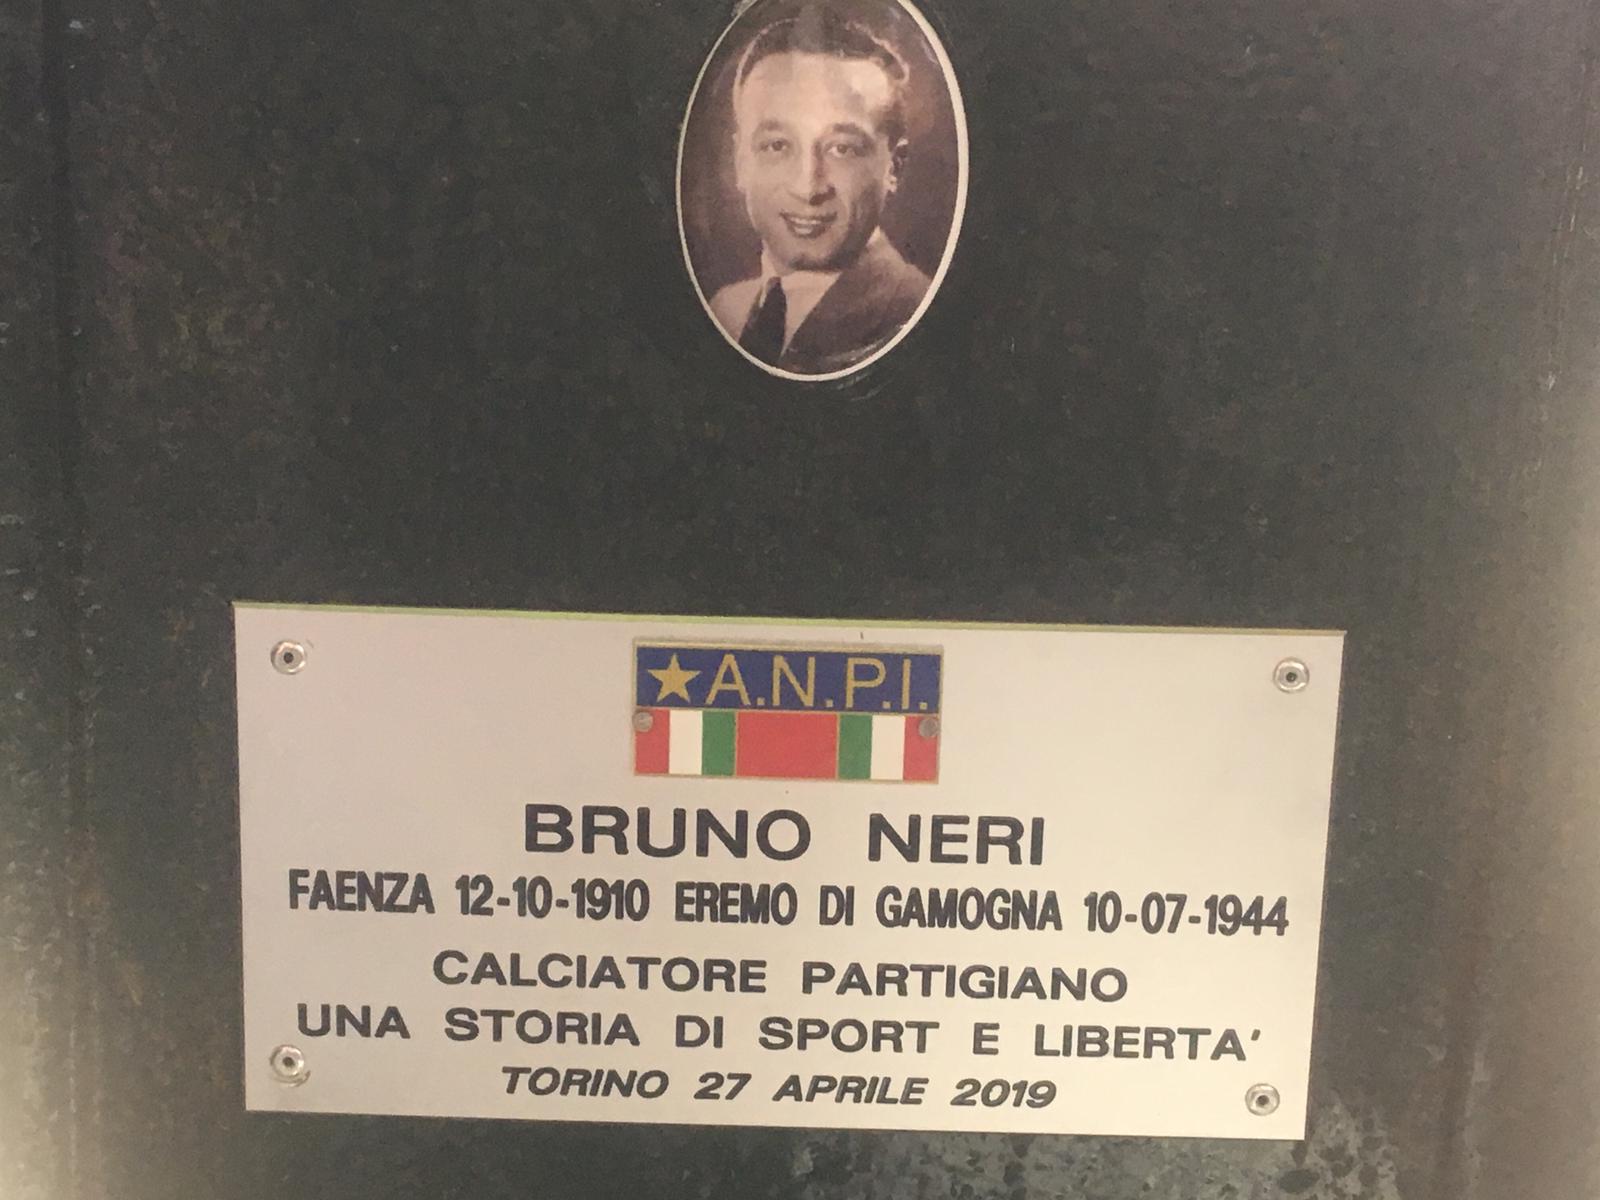 ★A.N.P.I.
BRUNO NERI
FAENZA 12-10-1910 EREMO DI GAMOGNA 10-07-1944
CALCIATORE PARTIGIANO
UNA STORIA DI SPORT E LIBERTA'
TORINO 27 APRILE 2019